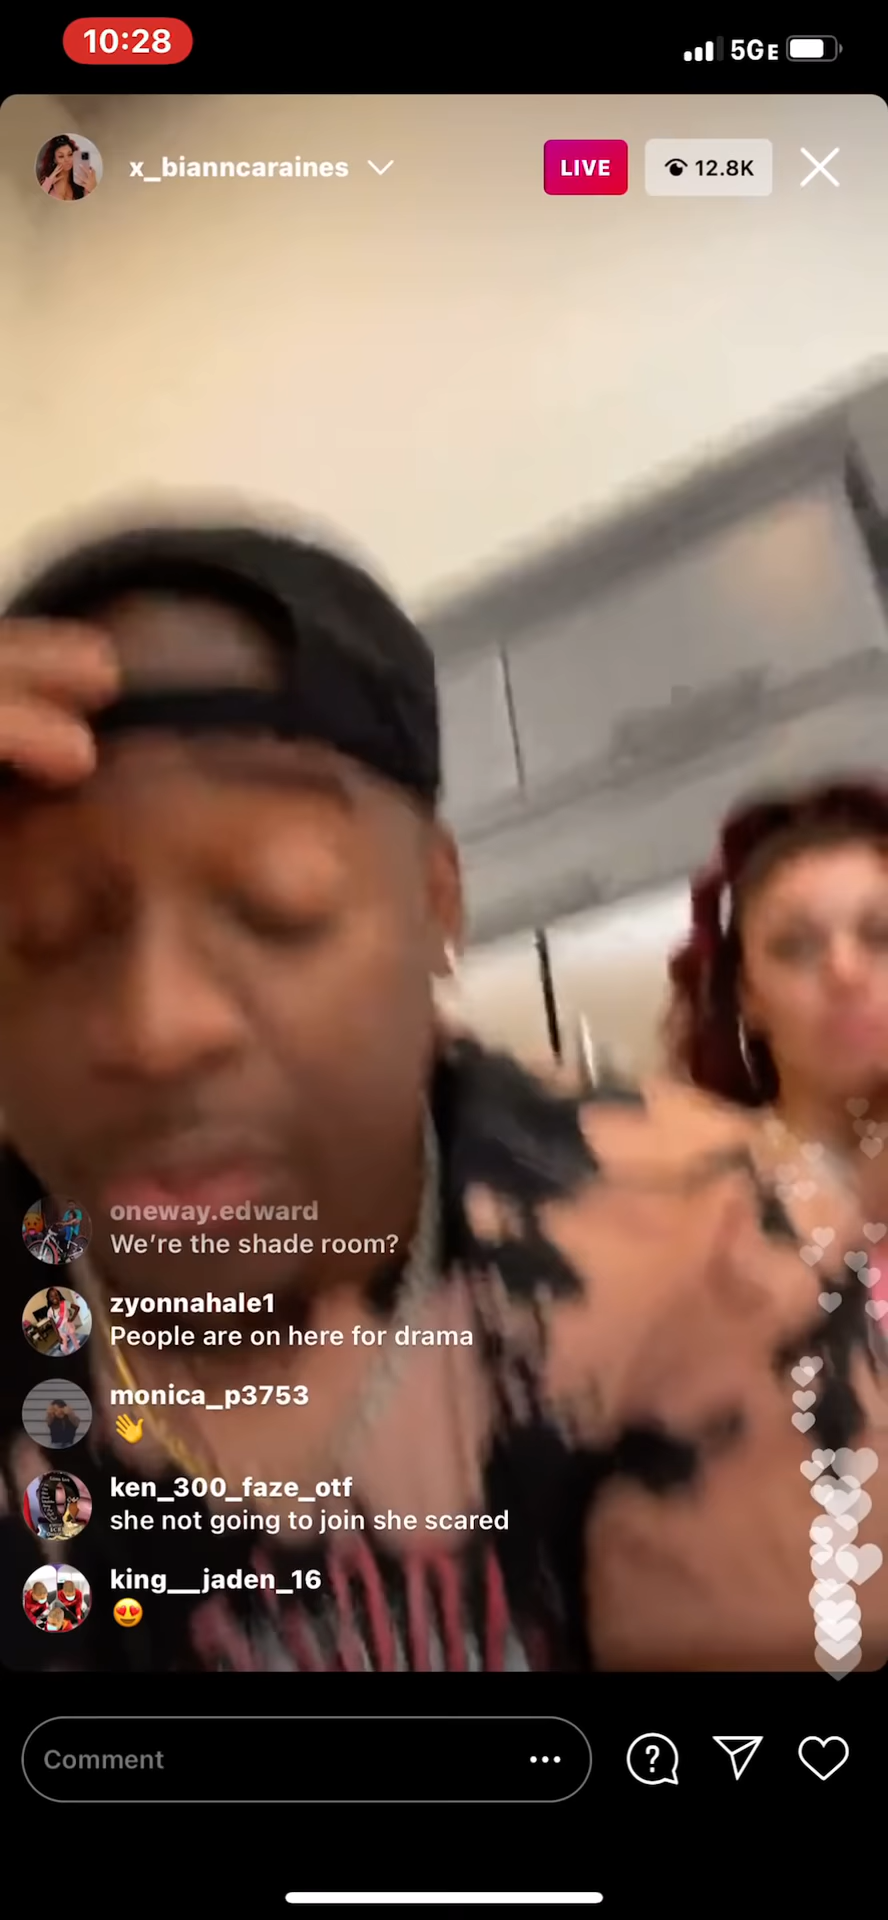 10:28
5GE
x_bianncaraines
LIVE
12.8K
oneway.edward
We’re the shade room?
zyonnahale1
People are on here for drama
monica_p3753
👋
ken_300_faze_otf
she not going to join she scared
king__jaden_16
😍
Comment